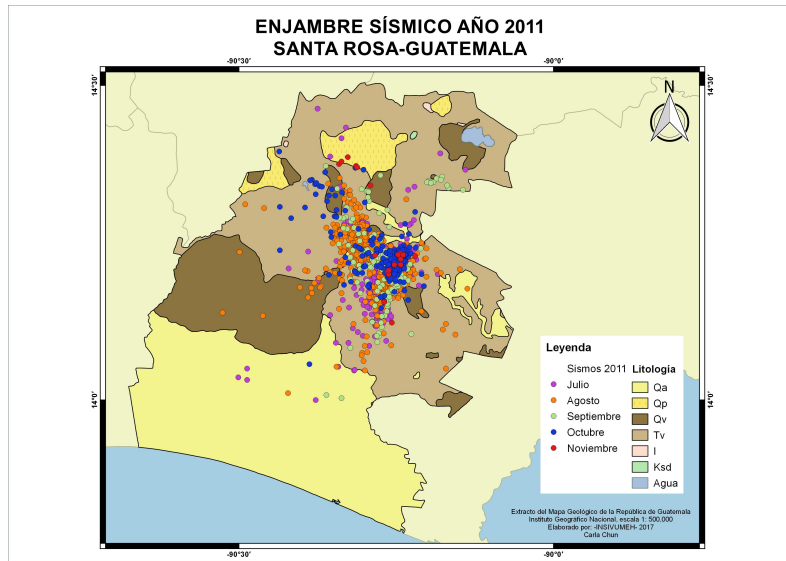 ENJAMBRE SÍSMICO AÑO 2011
SANTA ROSA-GUATEMALA
-90°30'
-90°0'
14°30'
14°30'
N
14°0'
14°0'
Leyenda
Sismos 2011
Julio
Agosto
Septiembre
Octubre
Noviembre
Litología
Qa
Qp
Qv
Tv
I
Ksd
Agua
Extracto del Mapa Geológico de la República de Guatemala
Instituto Geográfico Nacional, escala 1: 500,000
Elaborado por: -INSIVUMEH- 2017
Carla Chun
-90°30'
-90°0'